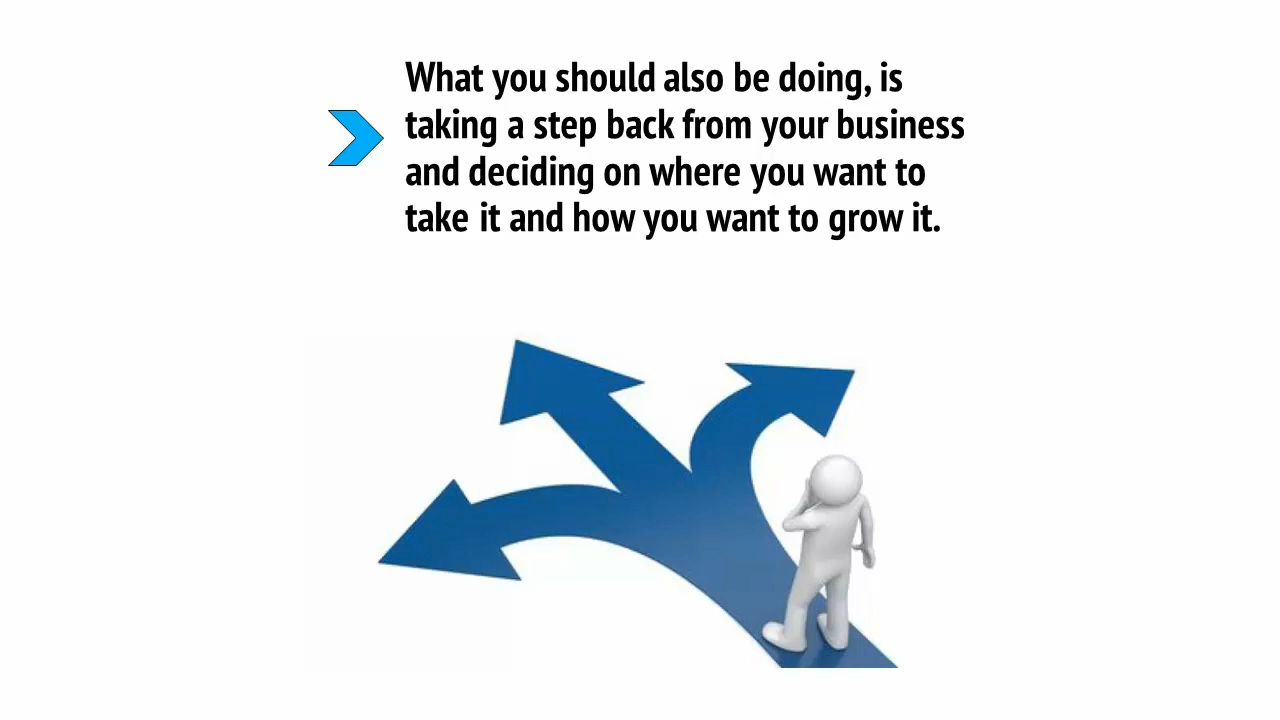 What you should also be doing, is
taking a step back from your business
and deciding on where you want to
take it and how you want to grow it.